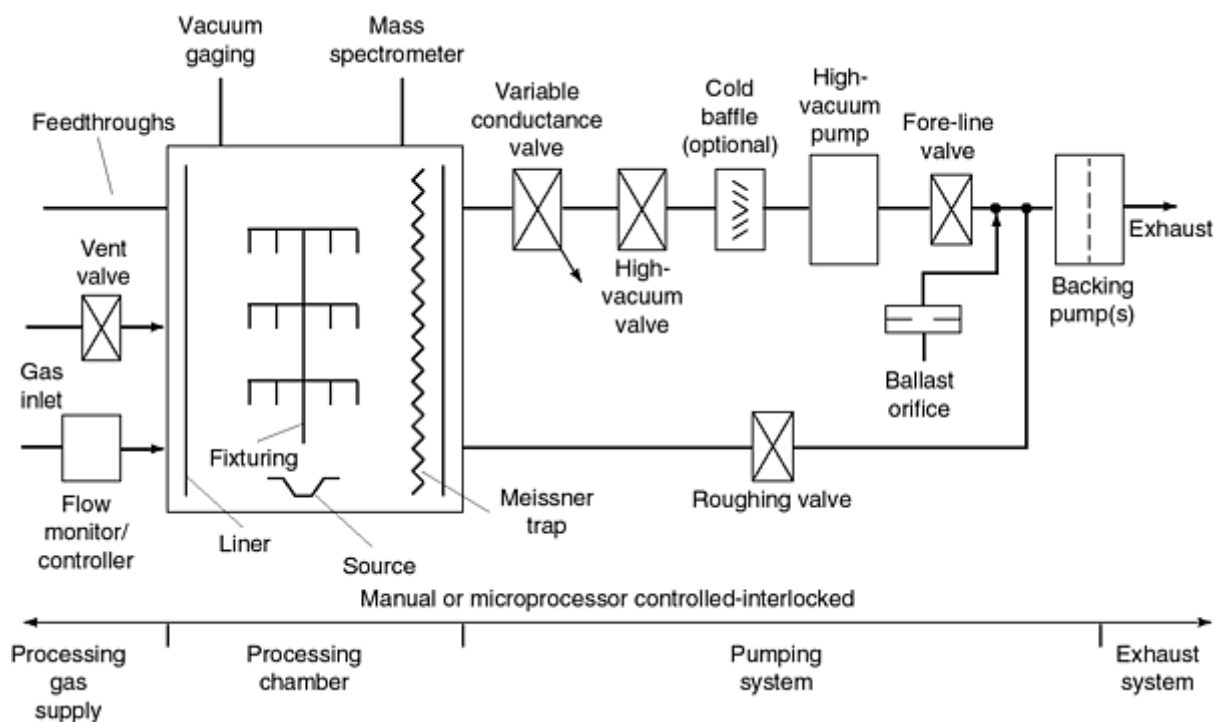 Vacuum
gaging
Mass
spectrometer
Feedthroughs
Variable
conductance
valve
Cold
baffle
(optional)
High-
vacuum
pump
Fore-line
valve
Exhaust
Vent
valve
High-
vacuum
valve
Backing
pump(s)
Gas
inlet
Ballast
orifice
Fixturing
Roughing valve
Flow
monitor/
controller
Liner
Source
Meissner
trap
Manual or microprocessor controlled-interlocked
Processing
gas
supply
Processing
chamber
Pumping
system
Exhaust
system